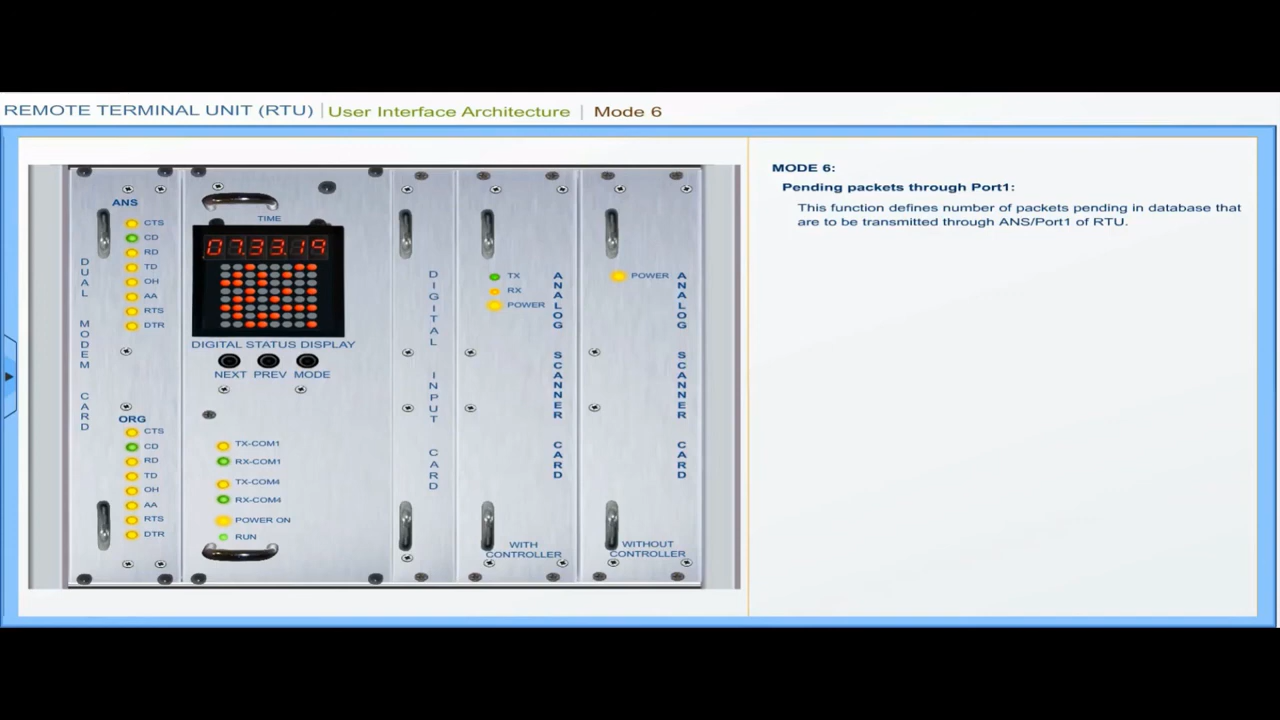 REMOTE TERMINAL UNIT (RTU) | User Interface Architecture | Mode 6
ANS
CTS
CD
RD
TD
OH
AA
RTS
DTR
DUAL MODEM CARD
ORG
CTS
CD
RD
TD
OH
AA
RTS
DTR
TIME
07.33.19
DIGITAL STATUS DISPLAY
NEXT PREV MODE
TX-COM1
RX-COM1
TX-COM4
RX-COM4
POWER ON
RUN
DIGITAL INPUT CARD
TX
RX
POWER
ANALOG SCANNER CARD
WITH
CONTROLLER
POWER
ANALOG SCANNER CARD
WITHOUT
CONTROLLER
MODE 6:
Pending packets through Port1:
This function defines number of packets pending in database that
are to be transmitted through ANS/Port1 of RTU.